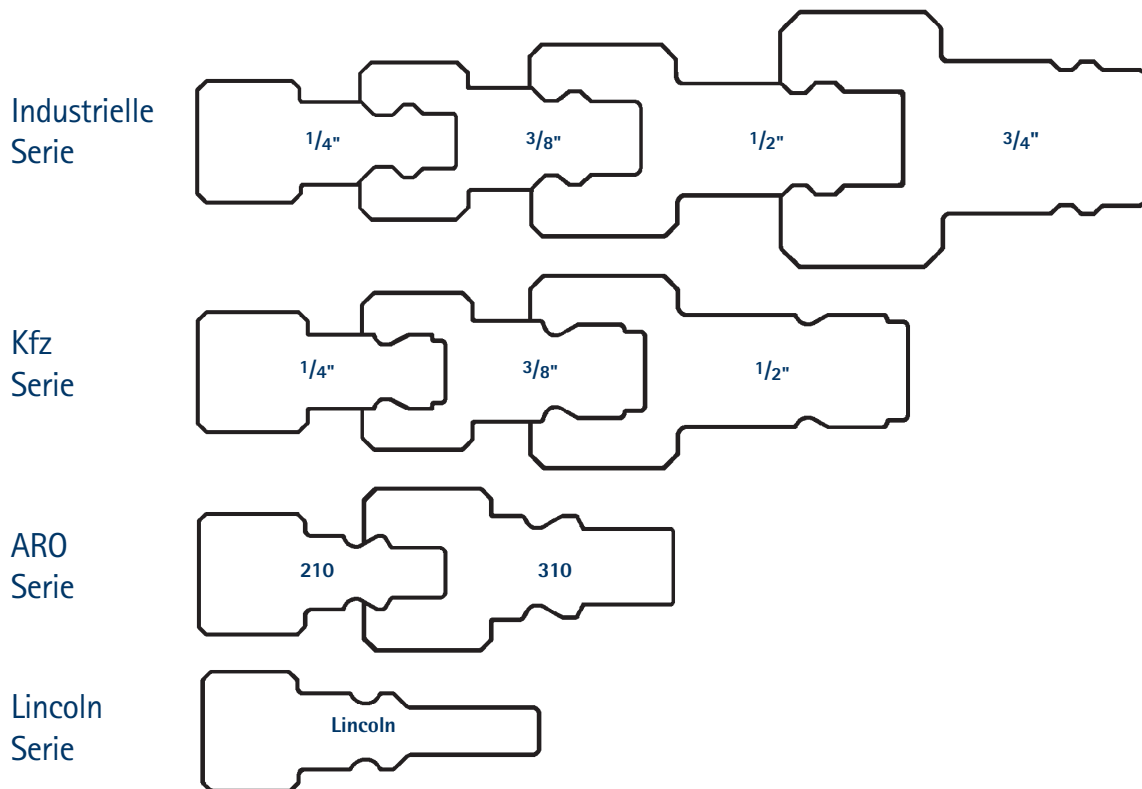 Industrielle
Serie
1/4" 3/8" 1/2" 3/4"
Kfz
Serie
1/4" 3/8" 1/2"
ARO
Serie
210 310
Lincoln
Serie
Lincoln